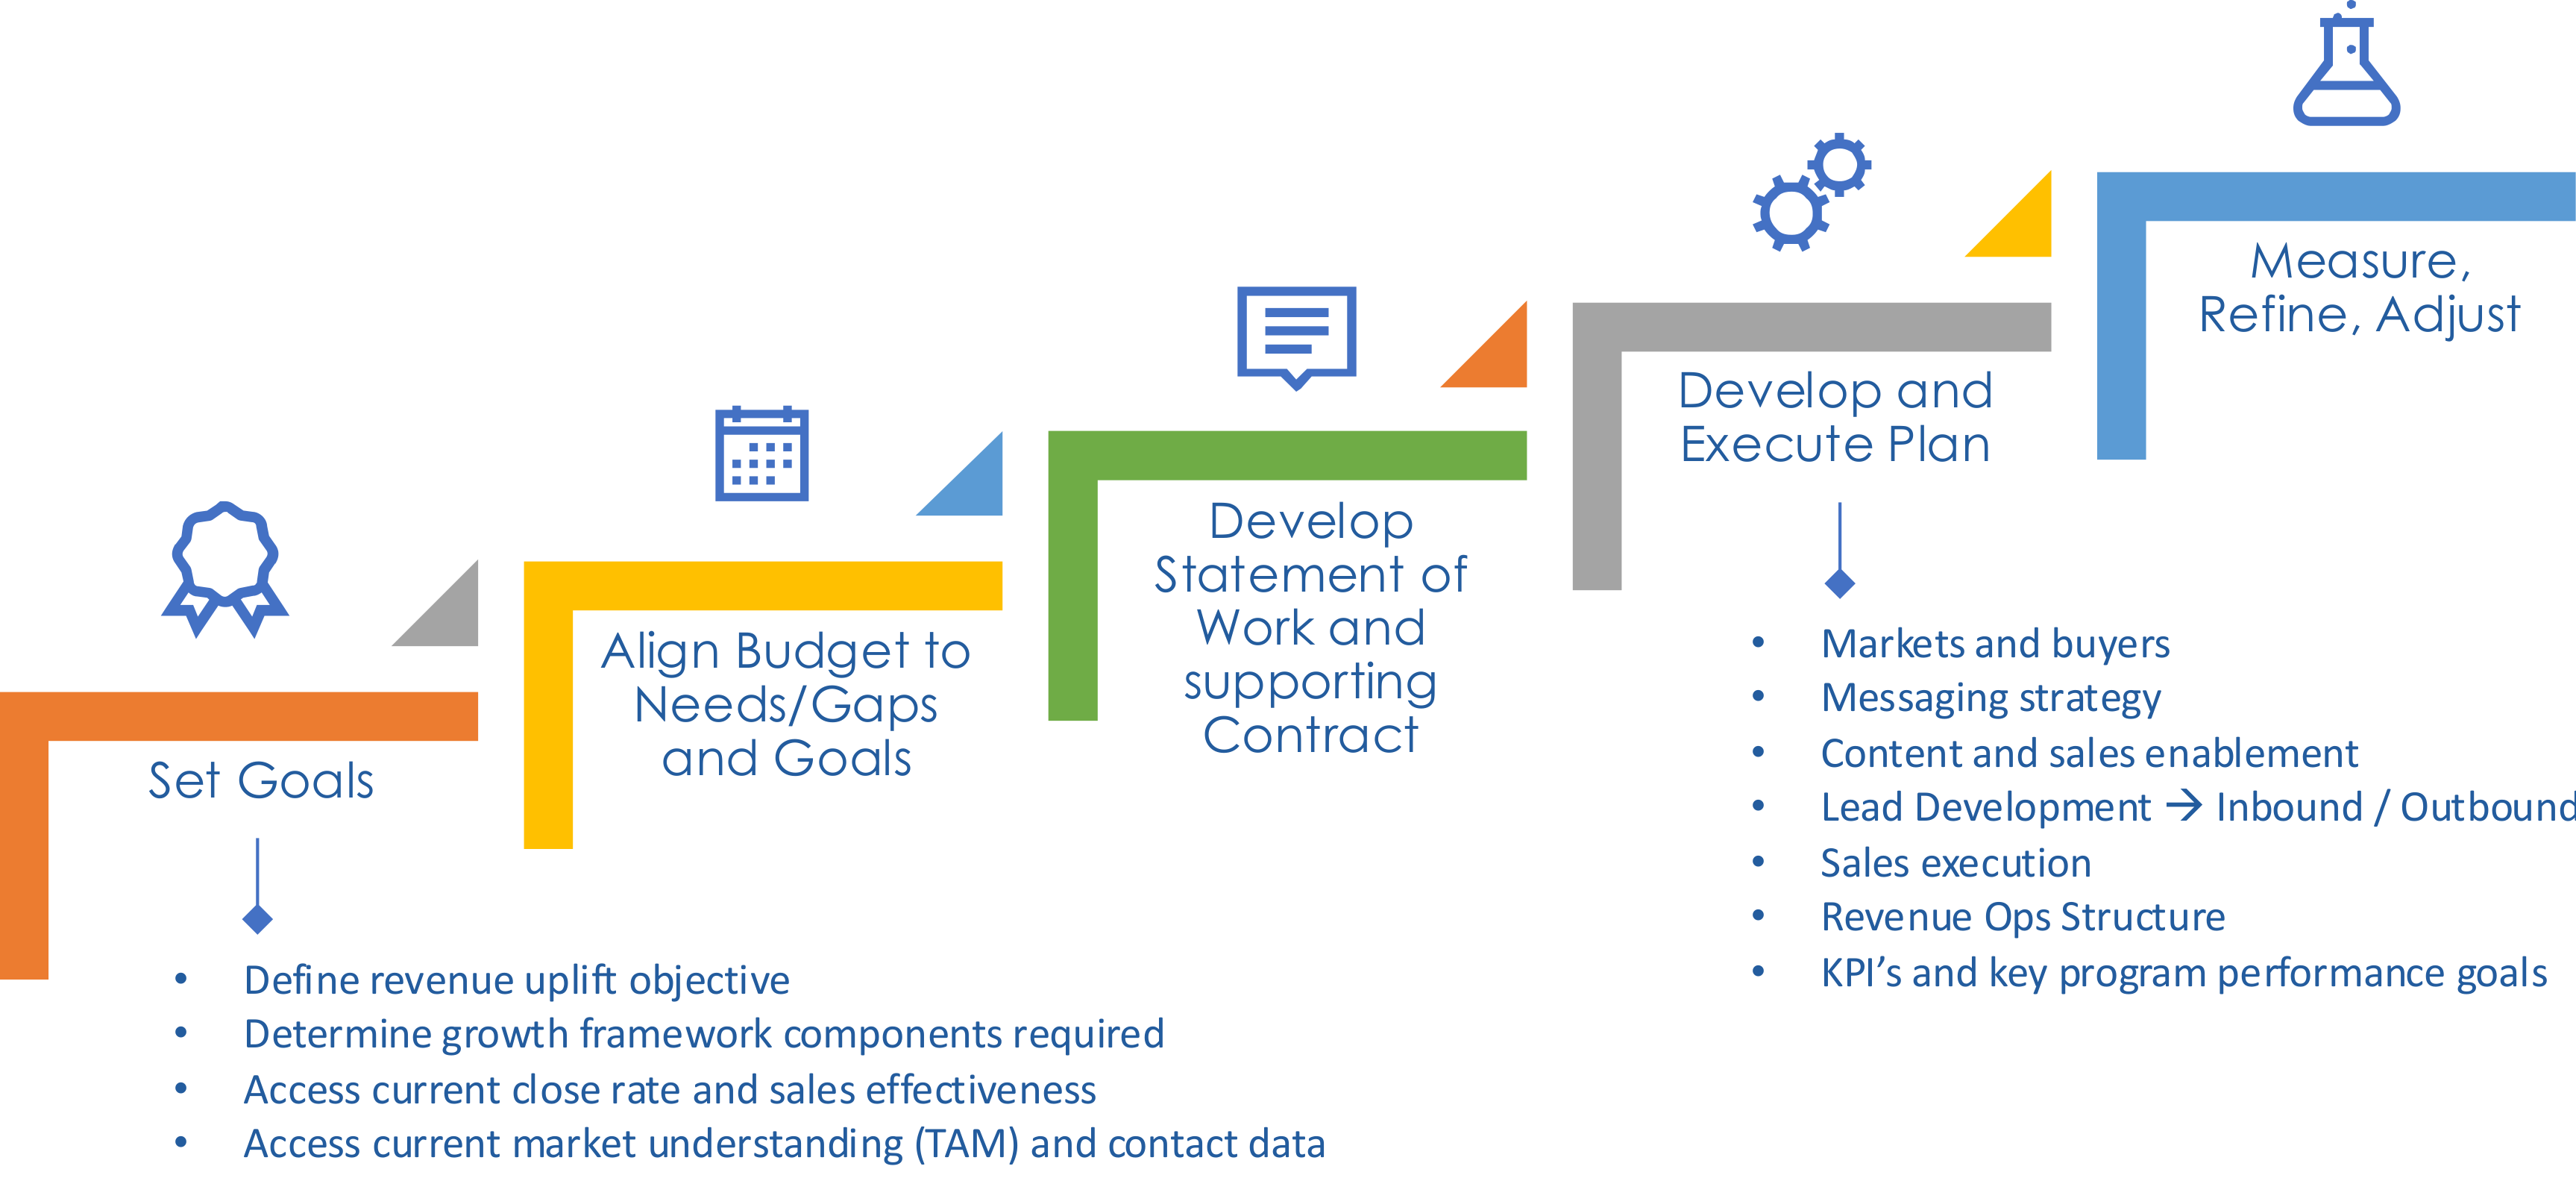 Set Goals
• Define revenue uplift objective
• Determine growth framework components required
• Access current close rate and sales effectiveness
• Access current market understanding (TAM) and contact data
Align Budget to
Needs/Gaps
and Goals
Develop
Statement of
Work and
supporting
Contract
Develop and
Execute Plan
• Markets and buyers
• Messaging strategy
• Content and sales enablement
• Lead Development → Inbound / Outbound
• Sales execution
• Revenue Ops Structure
• KPI’s and key program performance goals
Measure,
Refine, Adjust